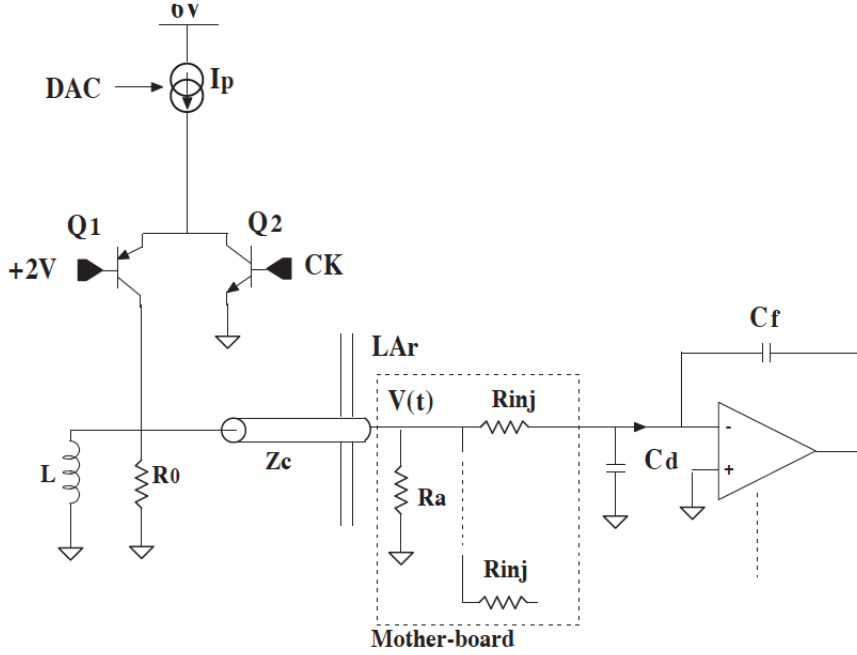 6V
DAC
Ip
Q1
Q2
+2V
CK
LAr
Cf
V(t)
Rinj
-
Zc
Cd
+
L
R0
Ra
Rinj
Mother-board